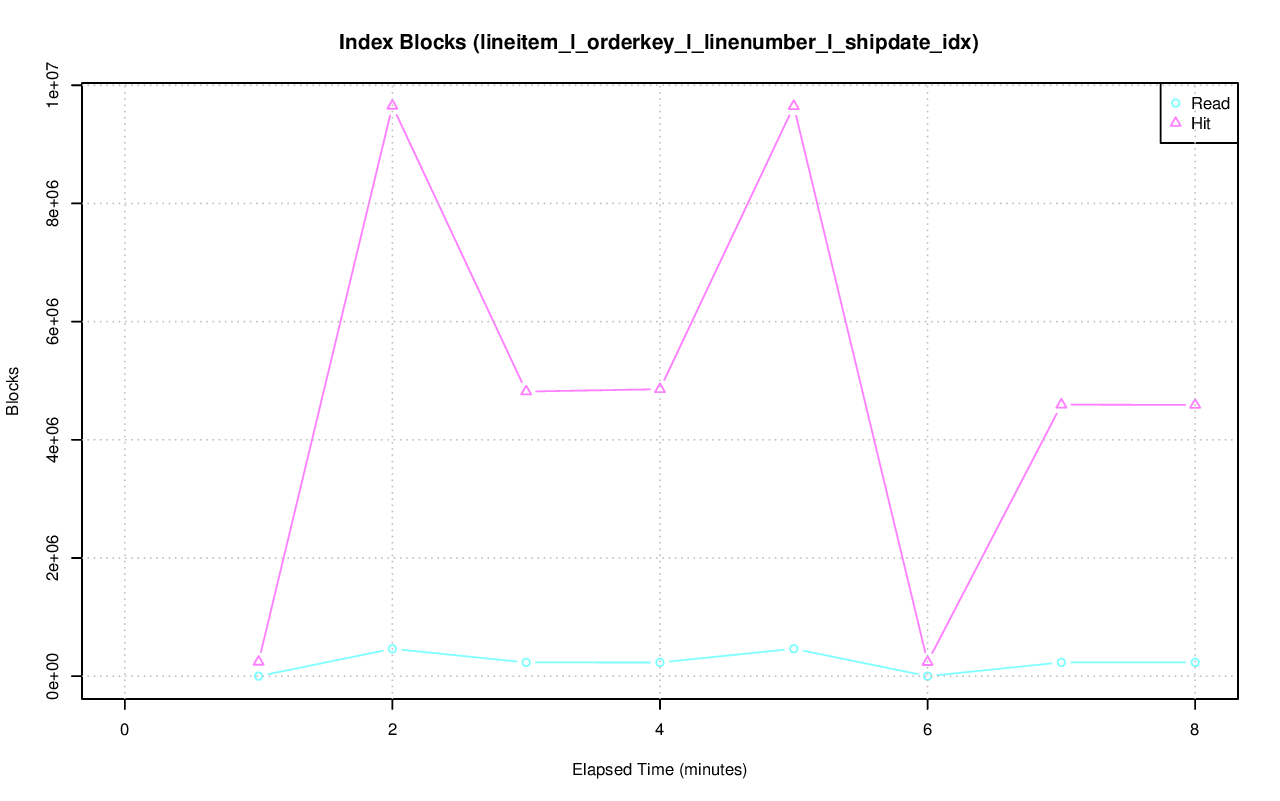 Index Blocks (lineitem_l_orderkey_l_linenumber_l_shipdate_idx)
Read
Hit
1e+07
8e+06
6e+06
4e+06
2e+06
0e+00
Blocks
0 2 4 6 8
Elapsed Time (minutes)